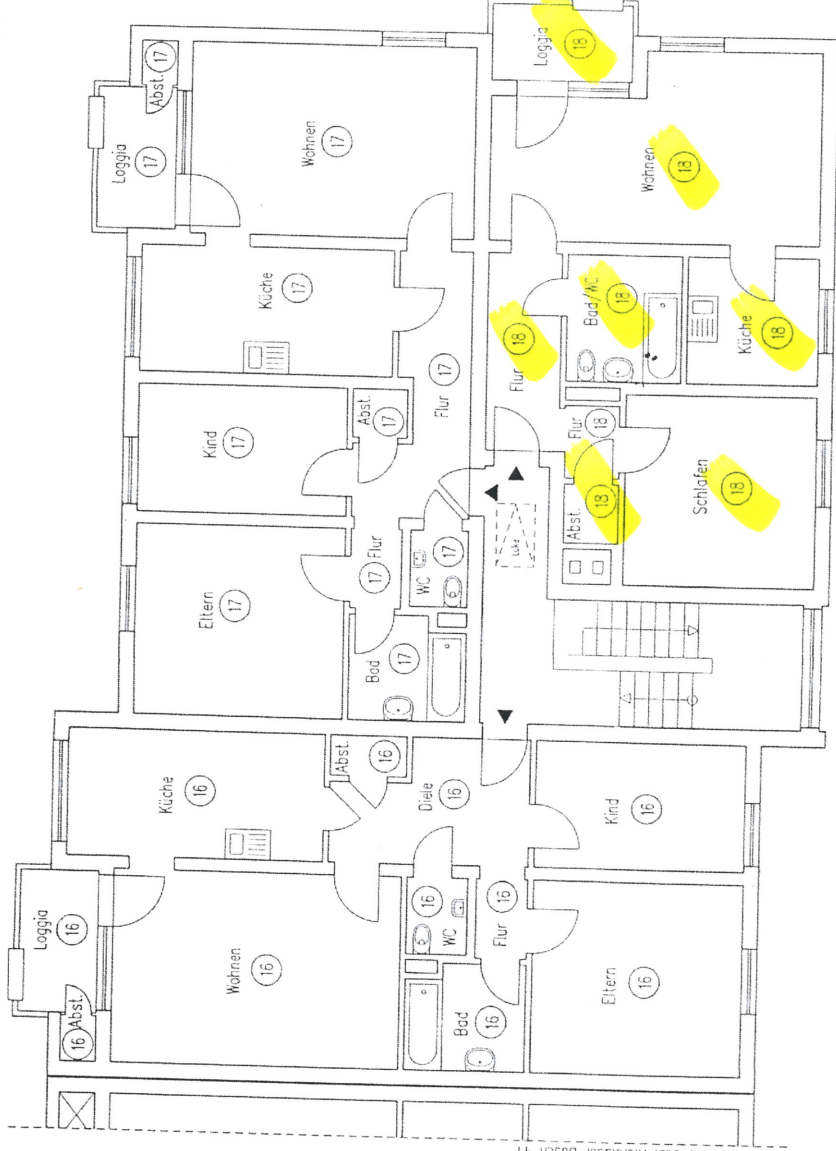 Loggia
17
Abst.
17
Wohnen
17
Küche
17
Kind
17
Abst.
17
Flur
17
Eltern
17
Flur
17
WC
17
Bad
17
Loggia
18
Wohnen
18
Bad/WC
18
Küche
18
Flur
18
Flur
18
Abst.
18
Schlafen
18
Luke
Küche
16
Abst.
16
Diele
16
Kind
16
Loggia
16
Abst.
16
Wohnen
16
WC
16
Flur
16
Bad
16
Eltern
16